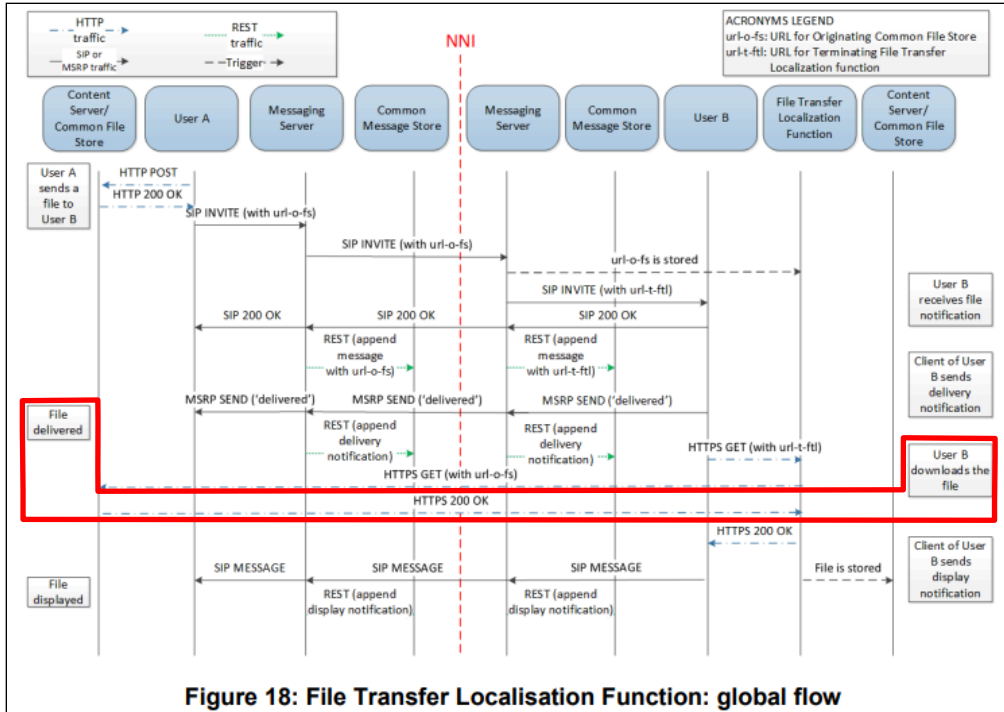 HTTP
traffic
REST
traffic
SIP or
MSRP traffic
Trigger
NNI
ACRONYMS LEGEND
url-o-fs: URL for Originating Common File Store
url-t-ftl: URL for Terminating File Transfer
Localization function
Content
Server/
Common File
Store
User A
Messaging
Server
Common
Message Store
Messaging
Server
Common
Message Store
User B
File Transfer
Localization
Function
Content
Server/
Common File
Store
User A
sends a
file to
User B
HTTP POST
HTTP 200 OK
SIP INVITE (with url-o-fs)
SIP INVITE (with url-o-fs)
url-o-fs is stored
SIP INVITE (with url-t-ftl)
User B
receives file
notification
SIP 200 OK
SIP 200 OK
SIP 200 OK
REST (append
message
with url-o-fs)
REST (append
message
with url-t-ftl)
Client of User
B sends
delivery
notification
MSRP SEND ('delivered')
MSRP SEND ('delivered')
MSRP SEND ('delivered')
File
delivered
REST (append
delivery
notification)
REST (append
delivery
notification)
HTTPS GET (with url-t-ftl)
User B
downloads the
file
HTTPS GET (with url-o-fs)
HTTPS 200 OK
HTTPS 200 OK
Client of User
B sends
display
notification
SIP MESSAGE
SIP MESSAGE
SIP MESSAGE
File is stored
File
displayed
REST (append
display notification)
REST (append
display notification)
Figure 18: File Transfer Localisation Function: global flow